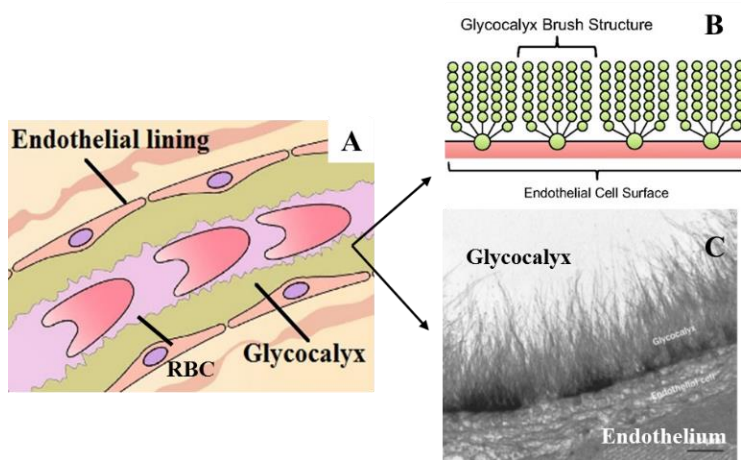 Glycocalyx Brush Structure
B
A
Endothelial lining
Endothelial Cell Surface
RBC
Glycocalyx
C
Glycocalyx
Glycocalyx
Endothelial cell
Endothelium